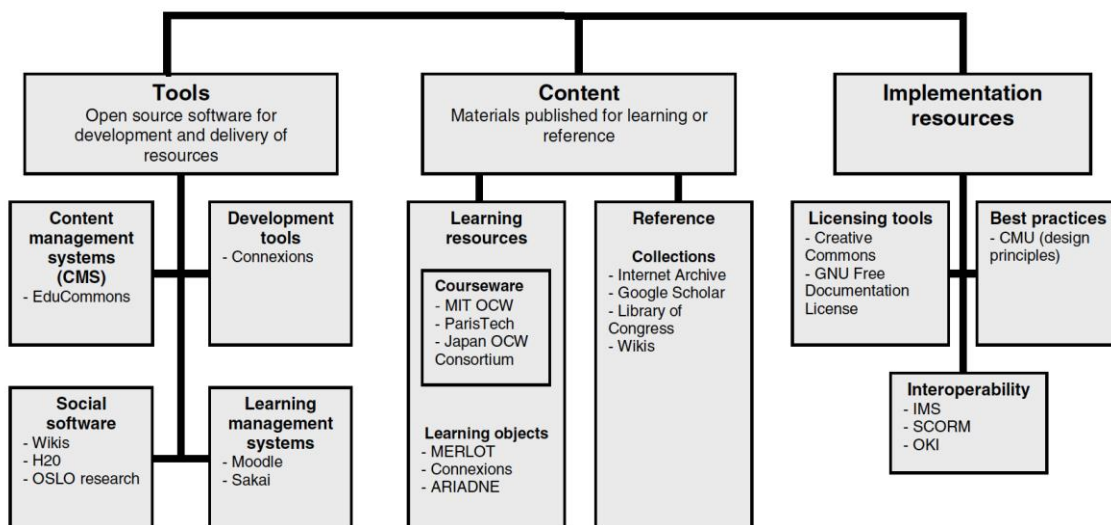 Tools
Open source software for
development and delivery of
resources
Content
management
systems
(CMS)
- EduCommons
Development
tools
- Connexions
Social
software
- Wikis
- H20
- OSLO research
Learning
management
systems
- Moodle
- Sakai
Content
Materials published for learning or
reference
Learning
resources
Courseware
- MIT OCW
- ParisTech
- Japan OCW
Consortium
Learning objects
- MERLOT
- Connexions
- ARIADNE
Reference
Collections
- Internet Archive
- Google Scholar
- Library of
Congress
- Wikis
Implementation
resources
Licensing tools
- Creative
Commons
- GNU Free
Documentation
License
Best practices
- CMU (design
principles)
Interoperability
- IMS
- SCORM
- OKI